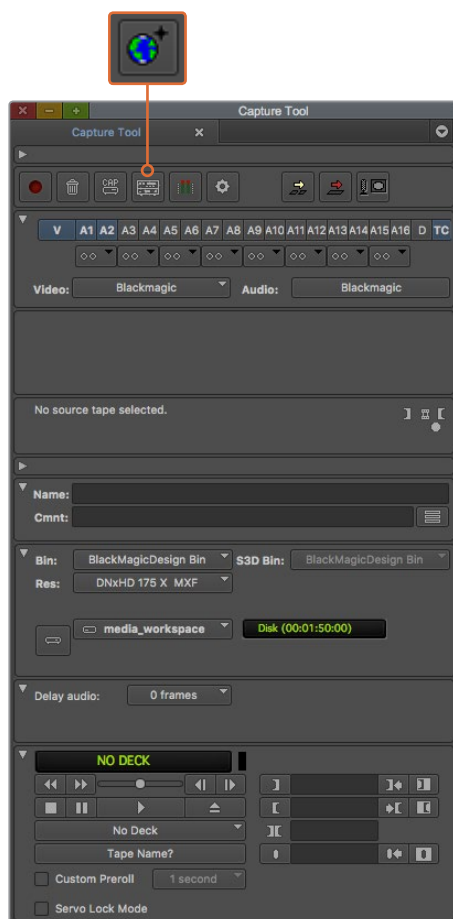 Capture Tool
Capture Tool
CAP
V A1 A2 A3 A4 A5 A6 A7 A8 A9 A10 A11 A12 A13 A14 A15 A16 D TC
Video: Blackmagic Audio: Blackmagic
No source tape selected.
Name:
Cmnt:
Bin: BlackMagicDesign Bin S3D Bin: BlackMagicDesign Bin
Res: DNxHD 175 X MXF
media_workspace Disk (00:01:50:00)
Delay audio: 0 frames
NO DECK
No Deck
Tape Name?
Custom Preroll 1 second
Servo Lock Mode